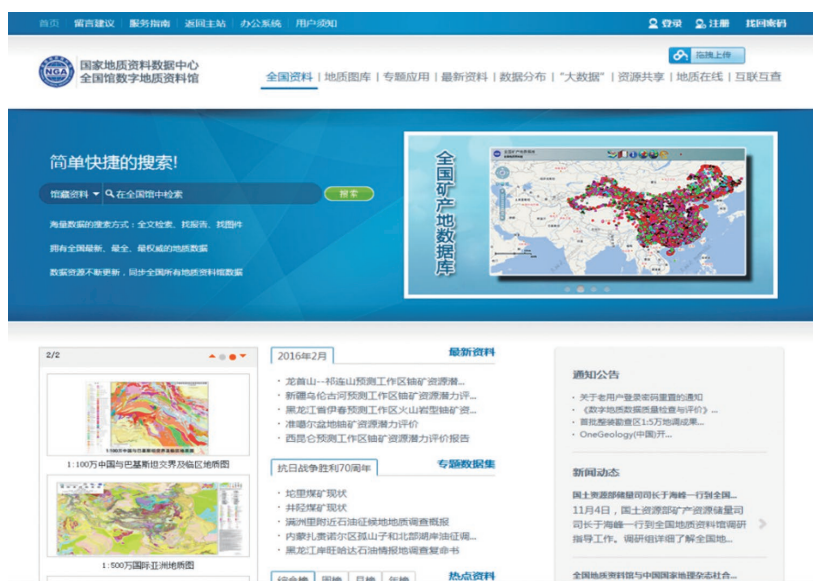 首页 留言建议 服务指南 返回主站 办公系统 用户须知 登录 注册 找回密码
拖拽上传
国家地质资料数据中心
全国馆数字地质资料馆
NGA
全国资料 | 地质图库 | 专题应用 | 最新资料 | 数据分布 | “大数据” | 资源共享 | 地质在线 | 互联互查
简单快捷的搜索!
馆藏资料 在全国馆中检索 搜索
海量数据的搜索方式：全文检索、找报告、找图件
拥有全国最新、最全、最权威的地质数据
数据资源不断更新，同步全国所有地质资料馆数据
全国矿产地数据库
2/2
1:100万中国与巴基斯坦交界及临区地质图
1:500万国际亚洲地质图
2016年2月 最新资料
· 龙首山--祁连山预测工作区铀矿资源潜...
· 新疆乌伦古河预测工作区铀矿资源潜力评...
· 黑龙江省伊春预测工作区火山岩型铀矿资...
· 准噶尔盆地铀矿资源潜力评价
· 西昆仑预测工作区铀矿资源潜力评价报告
抗日战争胜利70周年 专题数据集
· 坨里煤矿现状
· 井陉煤矿现状
· 满洲里附近石油征候地地质调查概报
· 内蒙扎赉诺尔区孤山子和北部湖岸油征调...
· 黑龙江岸旺哈达石油情报地调查复命书
综合榜 周榜 月榜 年榜 热点资料
通知公告
· 关于老用户登录密码重置的通知
· 《数字地质数据质量检查与评价》...
· 首批整装勘查区1:5万地调成果...
· OneGeology(中国)开...
新闻动态
国土资源部储量司司长于海峰一行到全国...
11月4日，国土资源部矿产资源储量司
司长于海峰一行到全国地质资料馆调研
指导工作。调研组详细了解全国地...
全国地质资料馆与中国国家地理杂志社合...